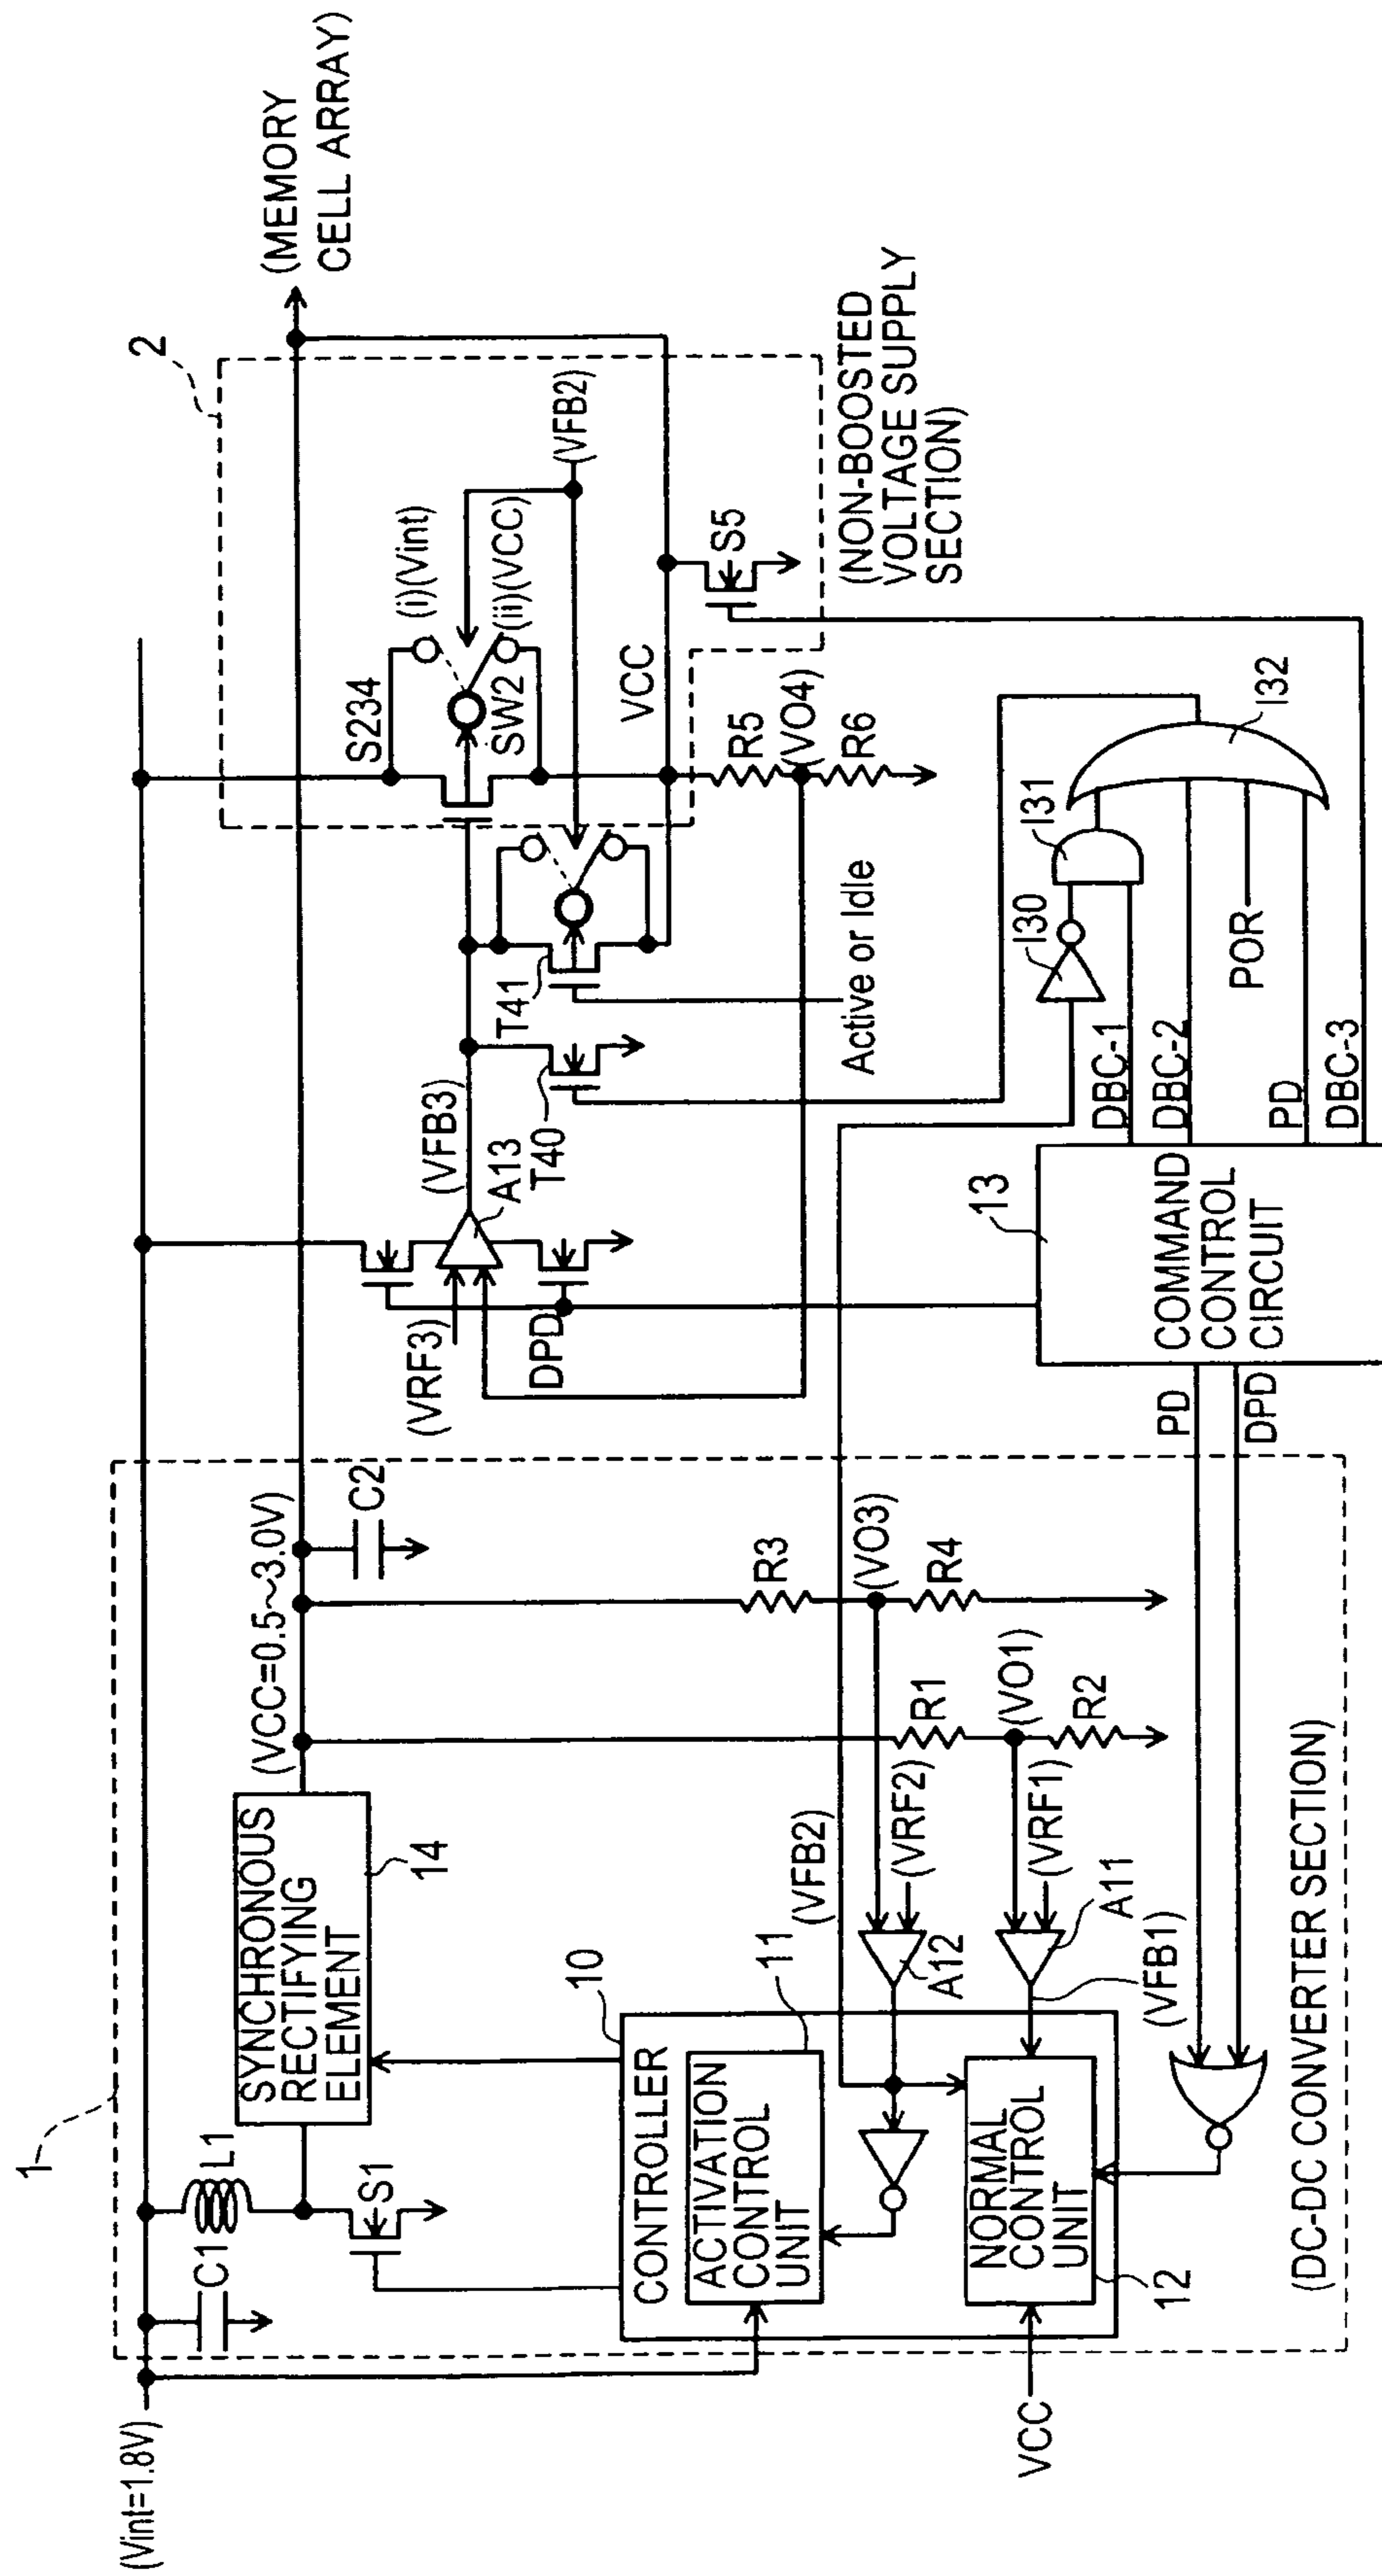 1
(Vint=1.8V)
C1
L1
S1
SYNCHRONOUS
RECTIFYING
ELEMENT
14
(VCC=0.5~3.0V)
C2
10
CONTROLLER
11
ACTIVATION
CONTROL
UNIT
NORMAL
CONTROL
UNIT
12
VCC
(VFB2)
A12
(VRF2)
(VFB1)
A11
(VRF1)
R1
(VO1)
R2
R3
(VO3)
R4
(DC-DC CONVERTER SECTION)
PD
DPD
13
COMMAND
CONTROL
CIRCUIT
(VRF3)
DPD
A13
(VFB3)
T40
T41
Active or Idle
DBC-1
DBC-2
PD
DBC-3
POR
I30
I31
I32
2
S234
(i)(Vint)
SW2
(ii)(VCC)
(VFB2)
VCC
S5
R5
(VO4)
R6
(NON-BOOSTED
VOLTAGE SUPPLY
SECTION)
(MEMORY
CELL ARRAY)